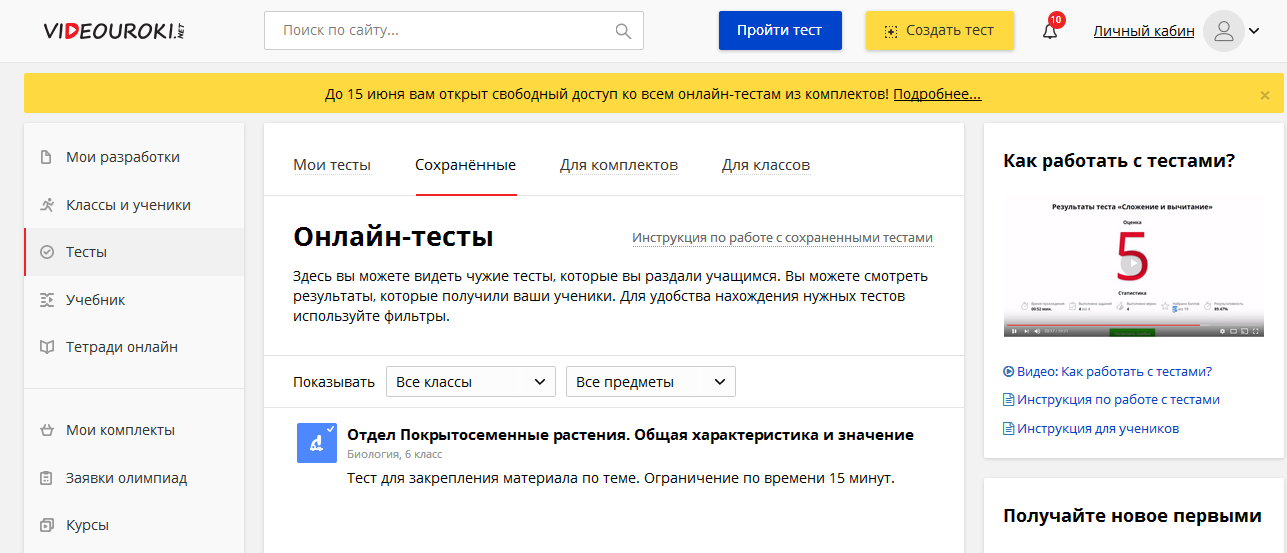 VIDEOUROKI.NET
Поиск по сайту...
Пройти тест
Создать тест
10
Личный кабин
До 15 июня вам открыт свободный доступ ко всем онлайн-тестам из комплектов! Подробнее...
×
Мои разработки
Классы и ученики
Тесты
Учебник
Тетради онлайн
Мои комплекты
Заявки олимпиад
Курсы
Мои тесты
Сохранённые
Для комплектов
Для классов
Онлайн-тесты
Инструкция по работе с сохраненными тестами
Здесь вы можете видеть чужие тесты, которые вы раздали учащимся. Вы можете смотреть
результаты, которые получили ваши ученики. Для удобства нахождения нужных тестов
используйте фильтры.
Показывать
Все классы
Все предметы
Отдел Покрытосеменные растения. Общая характеристика и значение
Биология, 6 класс
Тест для закрепления материала по теме. Ограничение по времени 15 минут.
Как работать с тестами?
Результаты теста «Сложение и вычитание»
Оценка
5
Статистика
Видео: Как работать с тестами?
Инструкция по работе с тестами
Инструкция для учеников
Получайте новое первыми